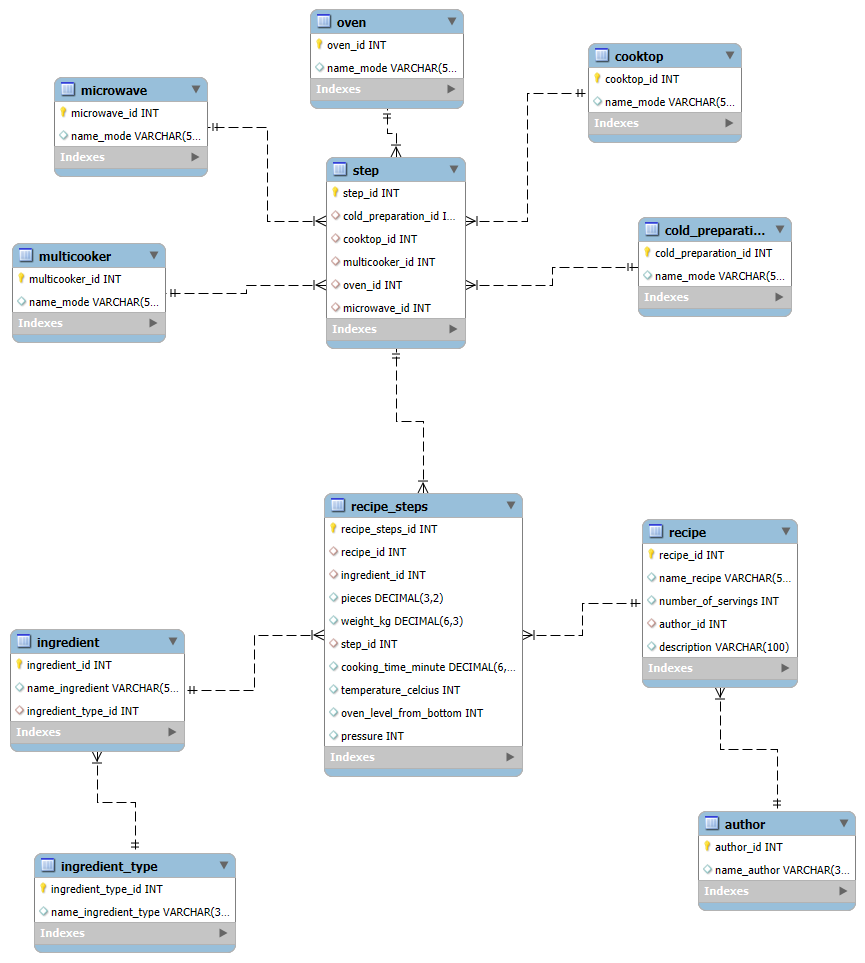 oven
oven_id INT
name_mode VARCHAR(5...
Indexes
cooktop
cooktop_id INT
name_mode VARCHAR(5...
Indexes
microwave
microwave_id INT
name_mode VARCHAR(5...
Indexes
step
step_id INT
cold_preparation_id I...
cooktop_id INT
multicooker_id INT
oven_id INT
microwave_id INT
Indexes
cold_preparati...
cold_preparation_id INT
name_mode VARCHAR(5...
Indexes
multicooker
multicooker_id INT
name_mode VARCHAR(5...
Indexes
recipe_steps
recipe_steps_id INT
recipe_id INT
ingredient_id INT
pieces DECIMAL(3,2)
weight_kg DECIMAL(6,3)
step_id INT
cooking_time_minute DECIMAL(6,...
temperature_celcius INT
oven_level_from_bottom INT
pressure INT
Indexes
recipe
recipe_id INT
name_recipe VARCHAR(5...
number_of_servings INT
author_id INT
description VARCHAR(100)
Indexes
ingredient
ingredient_id INT
name_ingredient VARCHAR(5...
ingredient_type_id INT
Indexes
author
author_id INT
name_author VARCHAR(3...
Indexes
ingredient_type
ingredient_type_id INT
name_ingredient_type VARCHAR(3...
Indexes